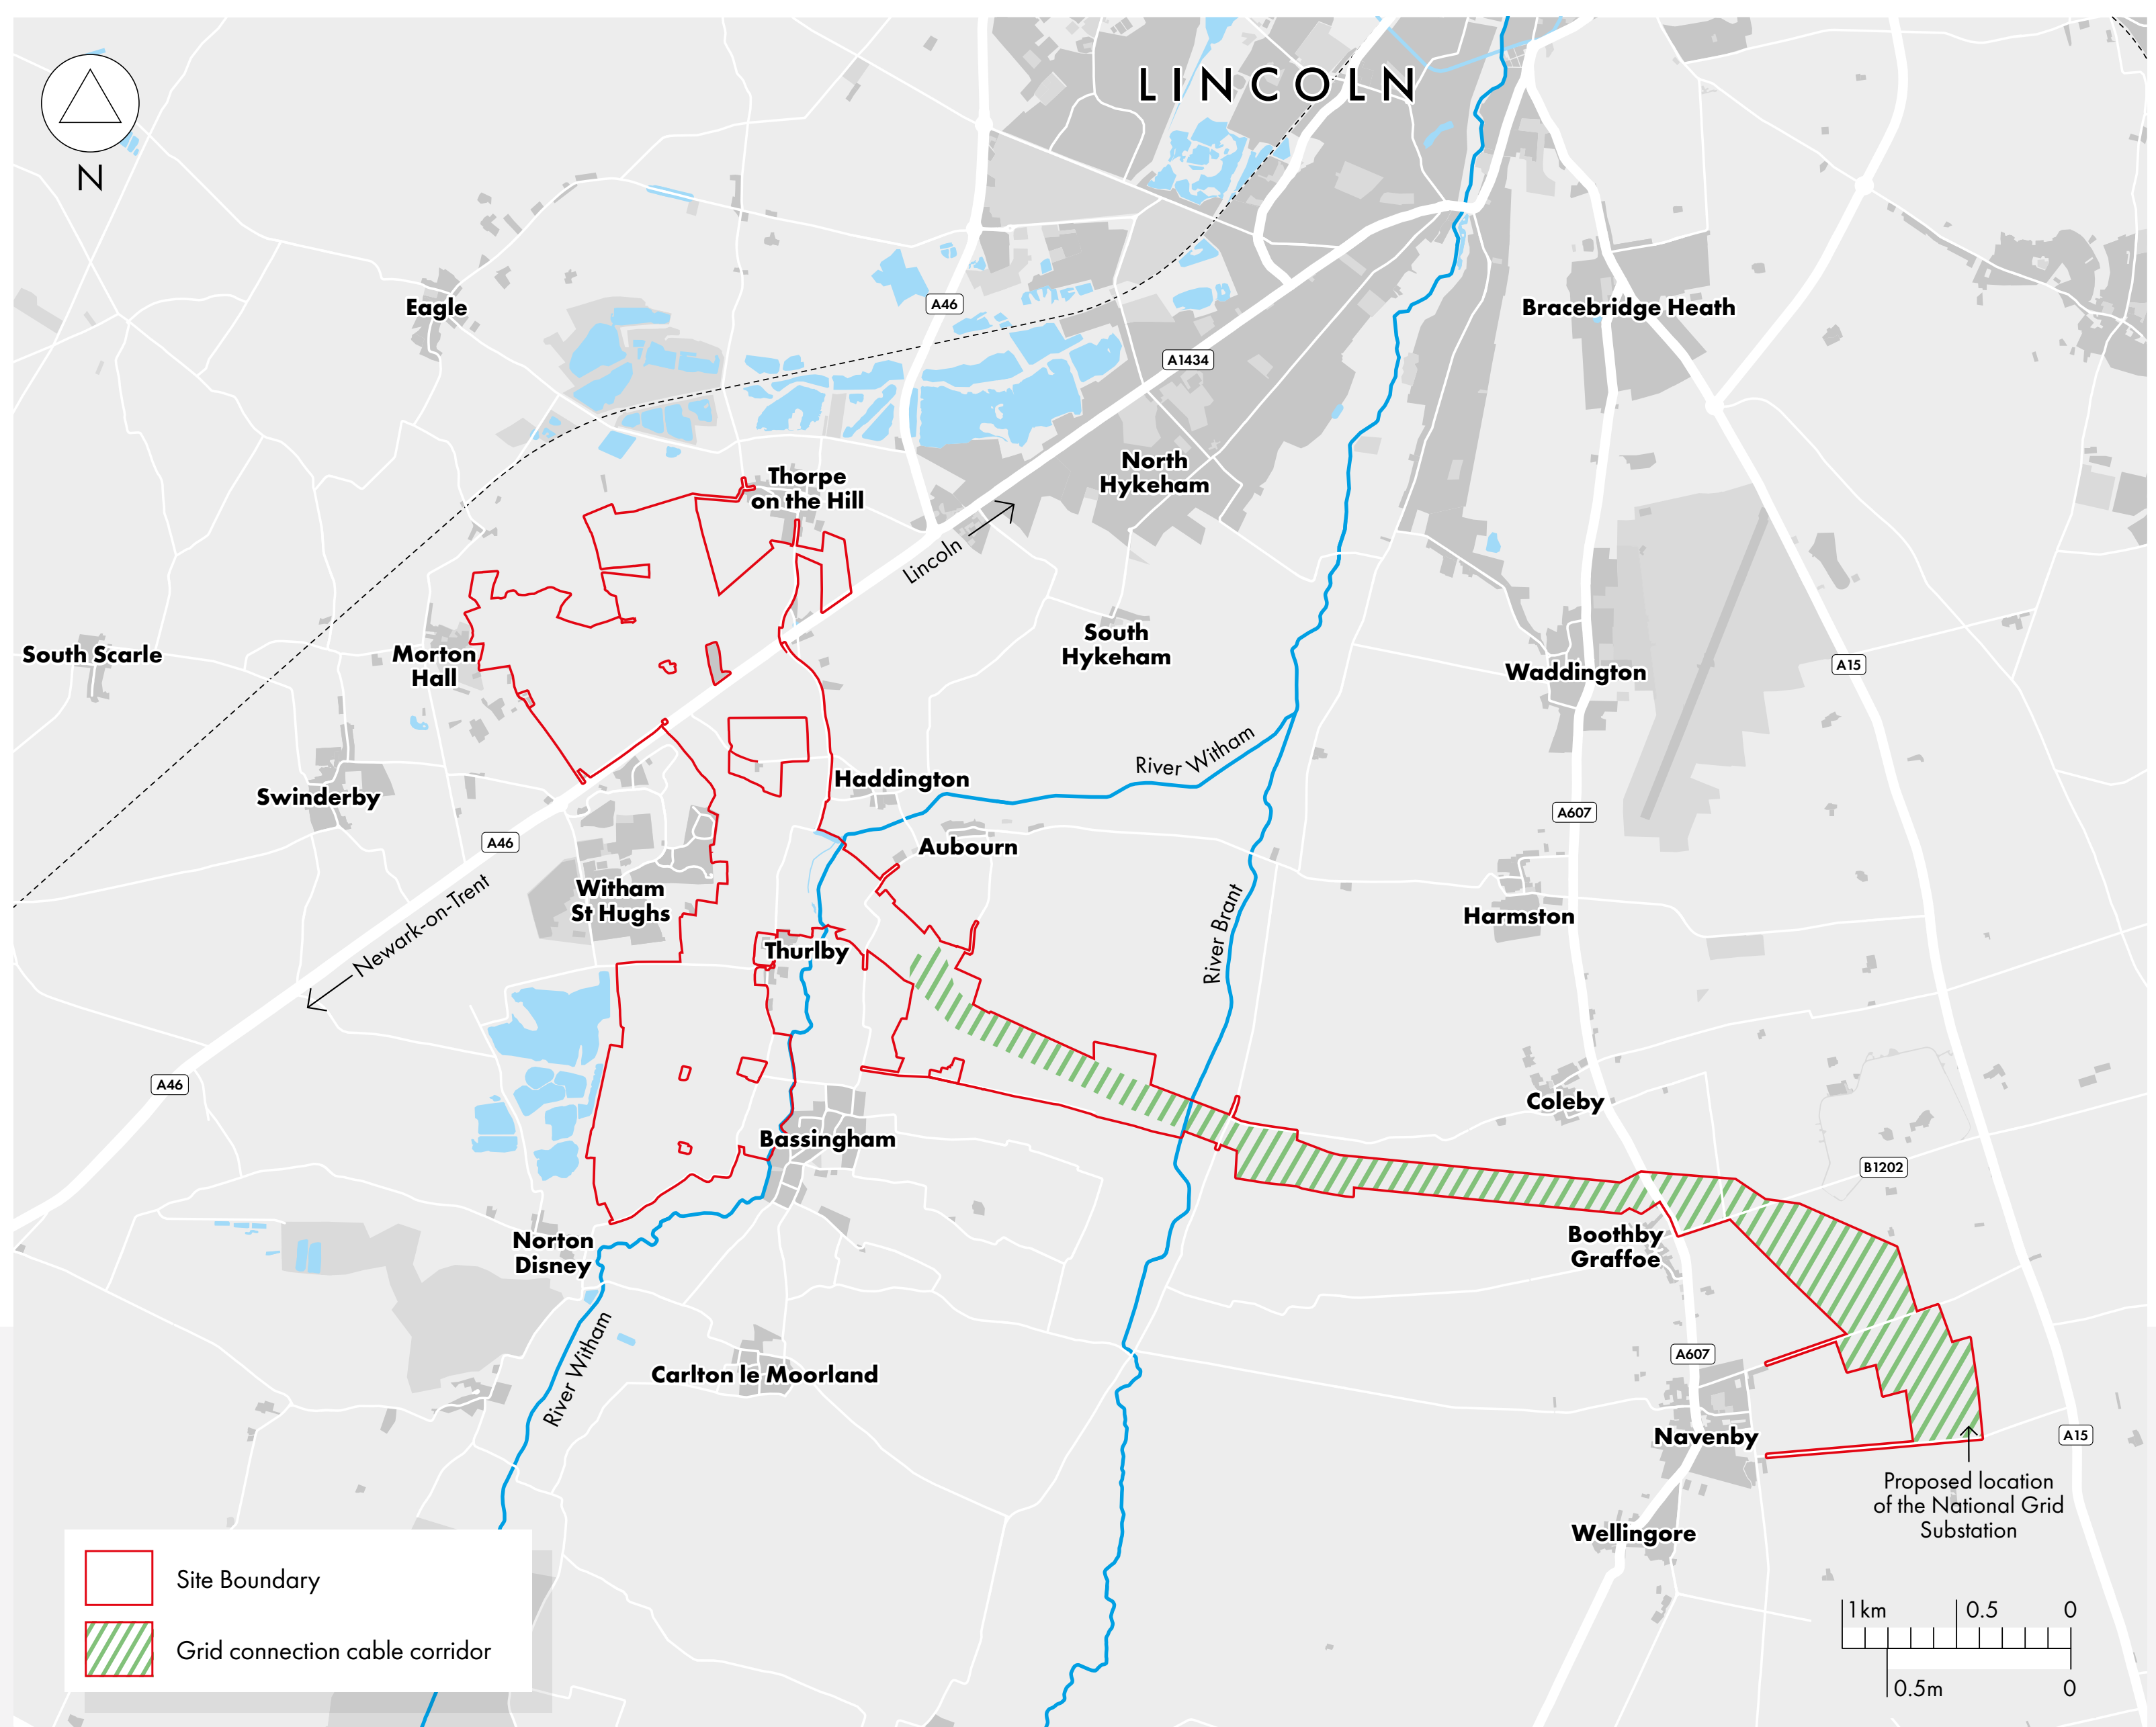 LINCOLN
N
Eagle
A46
Bracebridge Heath
A1434
Thorpe
on the Hill
North
Hykeham
Lincoln
South Scarle
Morton
Hall
South
Hykeham
Waddington
A15
River Witham
Haddington
Swinderby
A607
A46
Aubourn
Witham
St Hughs
Newark-on-Trent
River Brant
Harmston
Thurlby
A46
Coleby
Bassingham
B1202
Norton
Disney
Boothby
Graffoe
River Witham
Carlton le Moorland
A607
Navenby
A15
Proposed location
of the National Grid
Substation
Wellingore
Site Boundary
Grid connection cable corridor
1km 0.5 0
0.5m 0